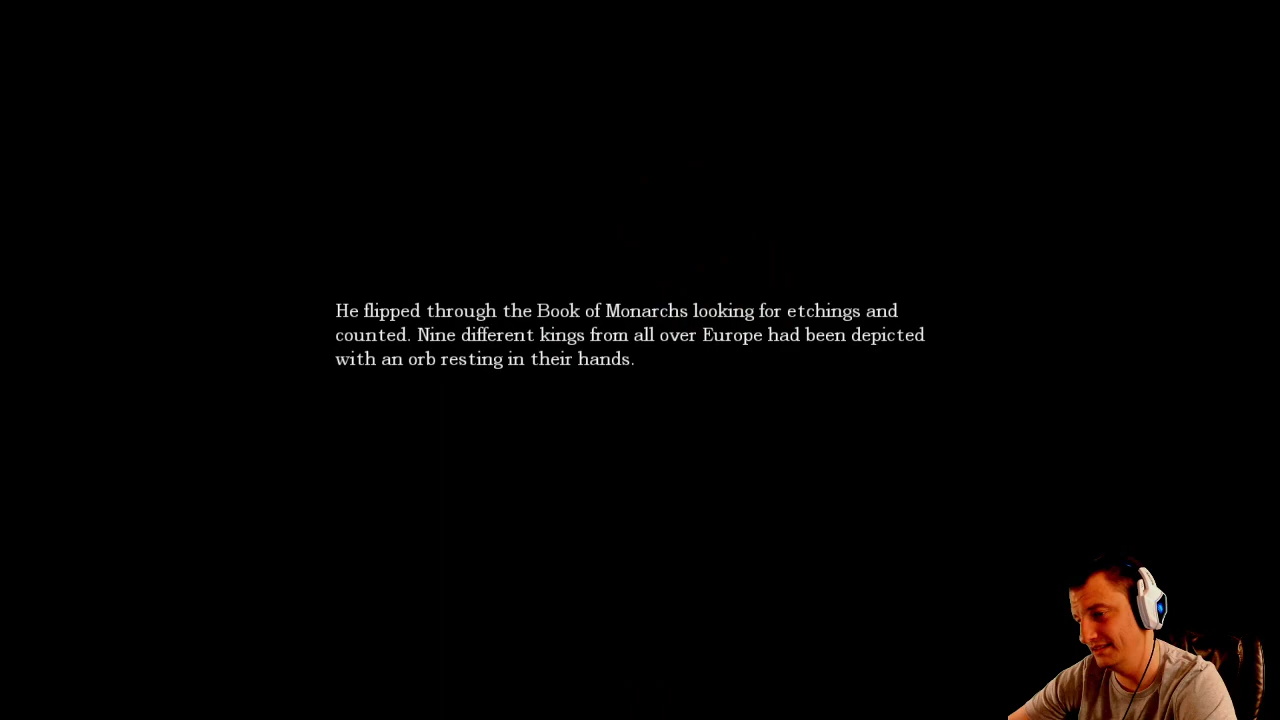 He flipped through the Book of Monarchs looking for etchings and
counted. Nine different kings from all over Europe had been depicted
with an orb resting in their hands.